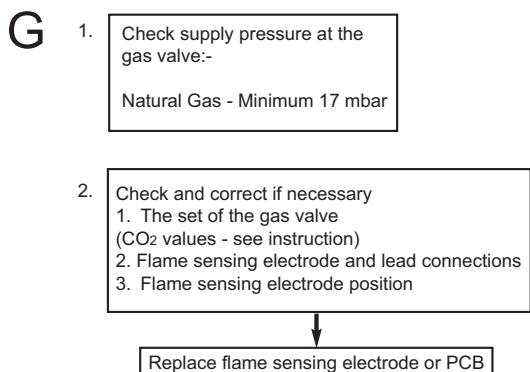 G
1.
Check supply pressure at the
gas valve:-
Natural Gas - Minimum 17 mbar
2.
Check and correct if necessary
1. The set of the gas valve
(CO2 values - see instruction)
2. Flame sensing electrode and lead connections
3. Flame sensing electrode position
Replace flame sensing electrode or PCB